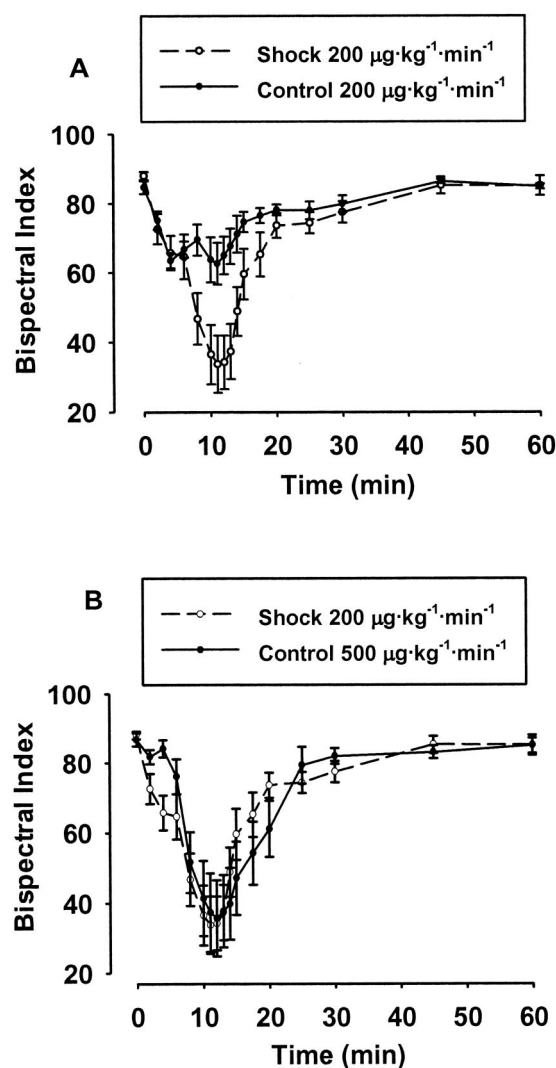 A
Shock 200 µg·kg⁻¹·min⁻¹
Control 200 µg·kg⁻¹·min⁻¹
100
80
60
40
20
Bispectral Index
0 10 20 30 40 50 60
Time (min)
B
Shock 200 µg·kg⁻¹·min⁻¹
Control 500 µg·kg⁻¹·min⁻¹
100
80
60
40
20
Bispectral Index
0 10 20 30 40 50 60
Time (min)